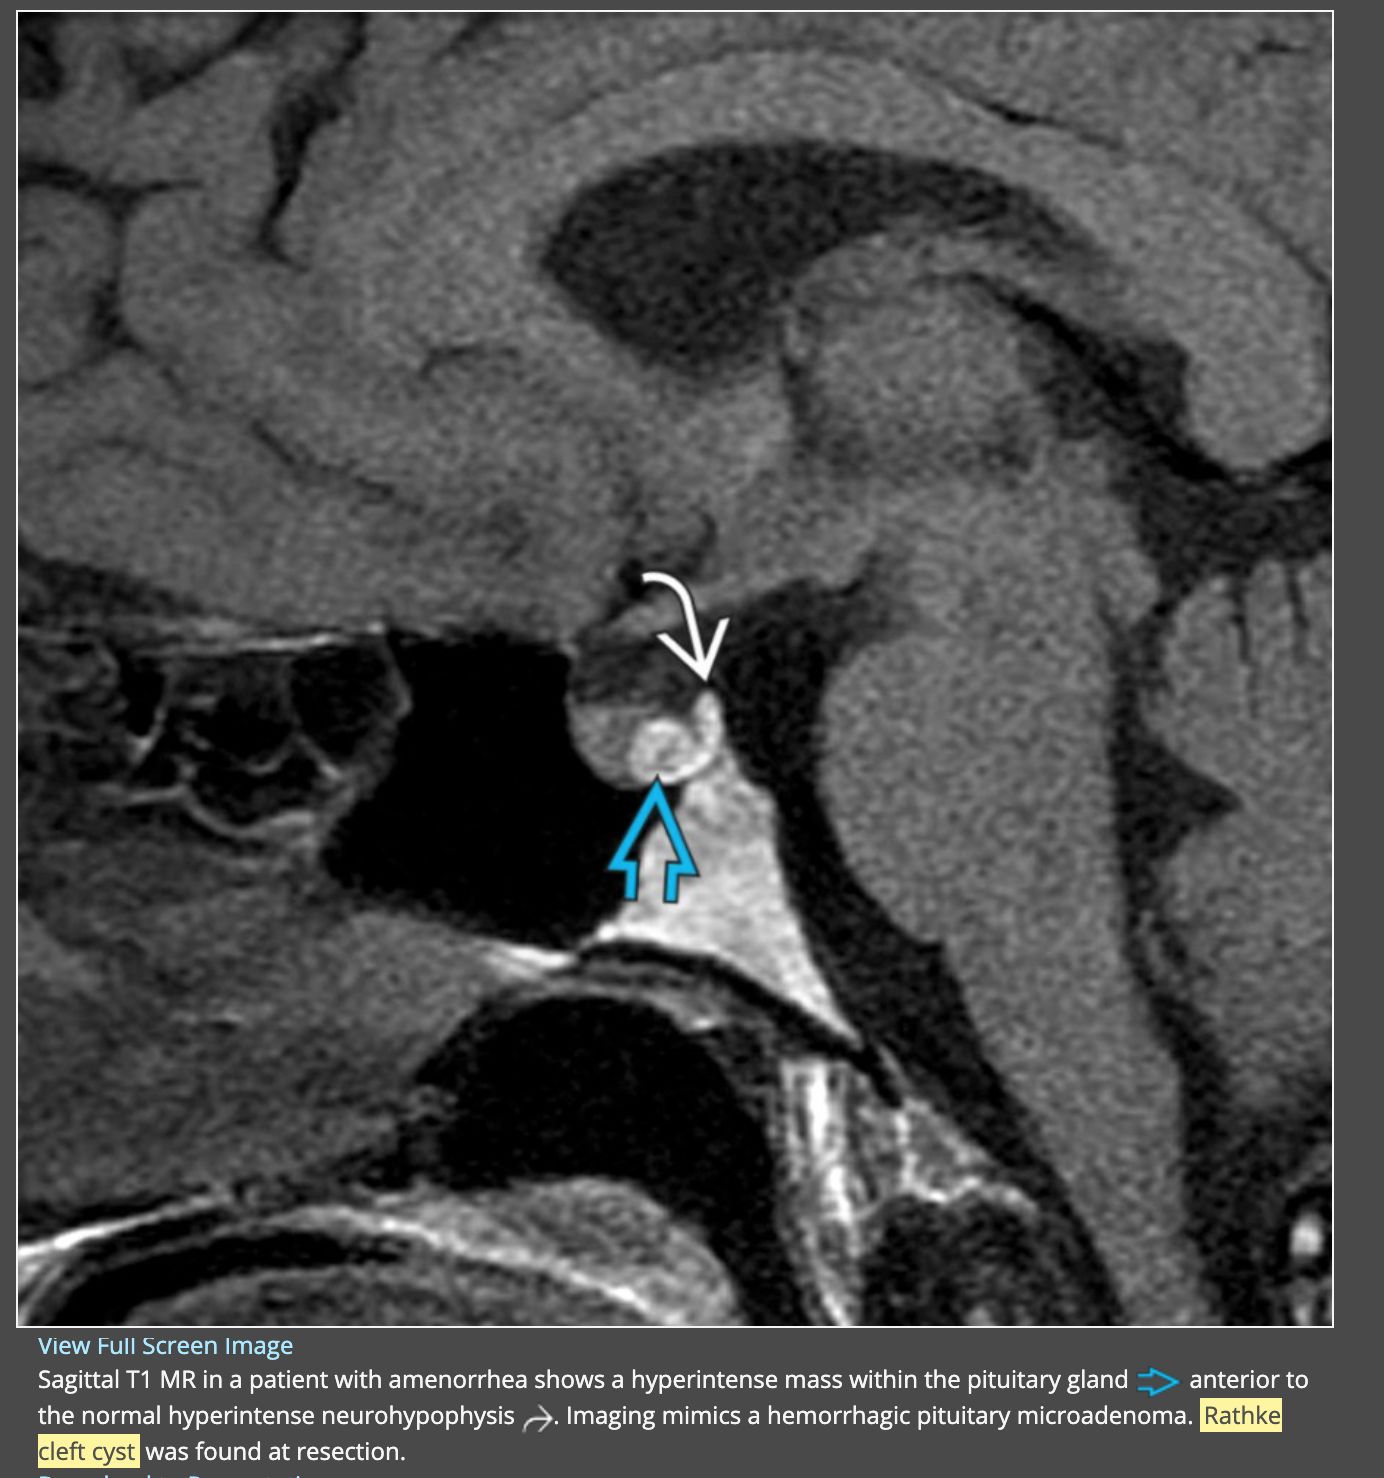 View Full Screen Image
Sagittal T1 MR in a patient with amenorrhea shows a hyperintense mass within the pituitary gland anterior to
the normal hyperintense neurohypophysis . Imaging mimics a hemorrhagic pituitary microadenoma. Rathke
cleft cyst was found at resection.